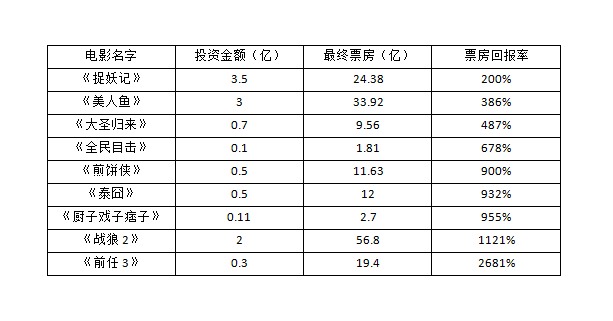 电影名字 投资金额（亿） 最终票房（亿） 票房回报率
《捉妖记》 3.5 24.38 200%
《美人鱼》 3 33.92 386%
《大圣归来》 0.7 9.56 487%
《全民目击》 0.1 1.81 678%
《煎饼侠》 0.5 11.63 900%
《泰囧》 0.5 12 932%
《厨子戏子痞子》 0.11 2.7 955%
《战狼 2》 2 56.8 1121%
《前任 3》 0.3 19.4 2681%